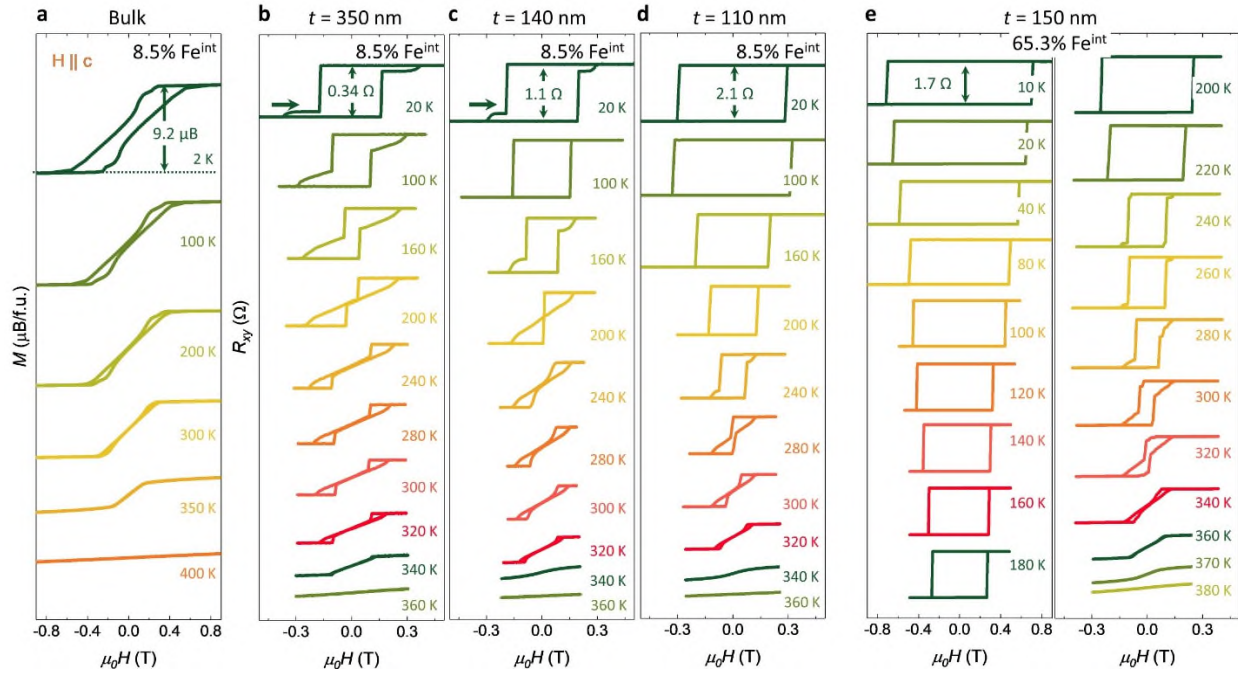 a Bulk
H || c
8.5% Fe^int
9.2 µB
2 K
100 K
200 K
300 K
350 K
400 K
M (µB/f.u.)
-0.8 -0.4 0.0 0.4 0.8
µ0H (T)
b t = 350 nm
8.5% Fe^int
0.34 Ω
20 K
100 K
160 K
200 K
240 K
280 K
300 K
320 K
340 K
360 K
Rxy (Ω)
-0.3 0.0 0.3
µ0H (T)
c t = 140 nm
8.5% Fe^int
1.1 Ω
20 K
100 K
160 K
200 K
240 K
280 K
300 K
320 K
340 K
360 K
-0.3 0.0 0.3
µ0H (T)
d t = 110 nm
8.5% Fe^int
2.1 Ω
20 K
100 K
160 K
200 K
240 K
280 K
300 K
320 K
340 K
360 K
-0.3 0.0 0.3
µ0H (T)
e t = 150 nm
65.3% Fe^int
1.7 Ω
10 K
20 K
40 K
80 K
100 K
120 K
140 K
160 K
180 K
-0.8 -0.4 0.0 0.4 0.8
µ0H (T)
200 K
220 K
240 K
260 K
280 K
300 K
320 K
340 K
360 K
370 K
380 K
-0.3 0.0 0.3
µ0H (T)